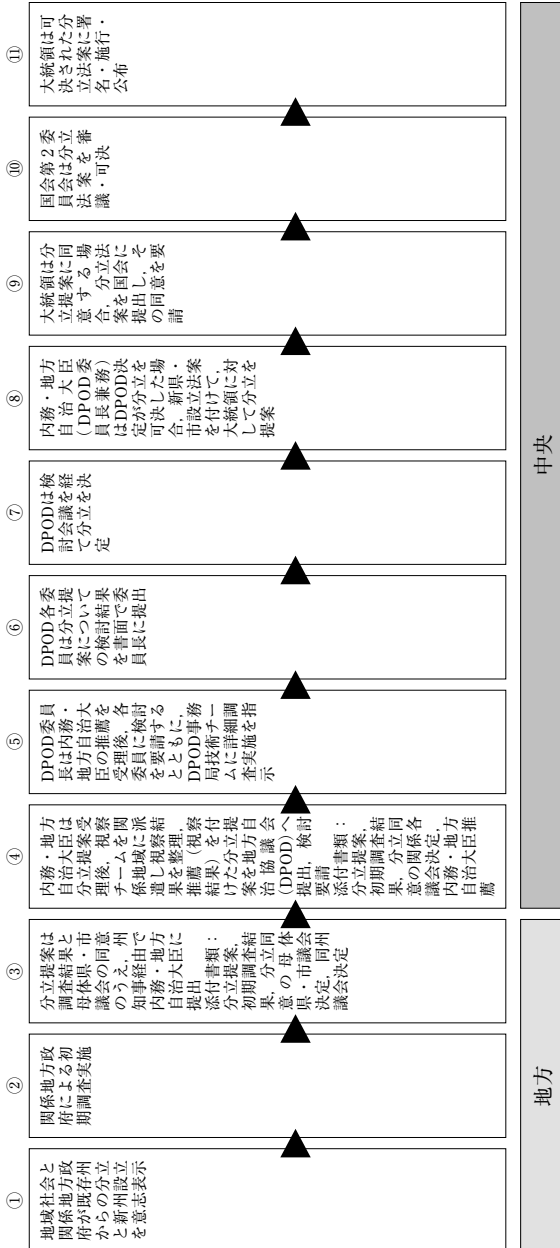 ①
地域社会と
関係地方政
府が既存州
からの分立
と新州設立
を意志表示
②
関係地方政
府による初
期調査実施
③
分立提案は
調査結果と
母体県・市
議会の同意
のうえ，州
知事経由で
内務・地方
自治大臣に
提出
添付書類：
分立提案，
初期調査結
果，分立同
意の母体
県・市議会
決定，同州
議会決定
④
内務・地方
自治大臣は
分立提案受
理後，視察
チームを関
係地域に派
遣し視察結
果を整理，
推薦（視察
結果）を付
けた分立提
案を地方自
治協議会
(DPOD)へ
提出，検討
要請
添付書類：
分立提案，
初期調査結
果，分立同
意の関係各
議会決定，
内務・地方
自治大臣推
薦
⑤
DPOD委員
長は内務・
地方自治大
臣の推薦を
受理後，各
委員に検討
を要請する
とともに，
DPOD事務
局技術チー
ムに詳細調
査実施を指
示
⑥
DPOD各委
員は分立提
案について
の検討結果
を書面で委
員長に提出
⑦
DPODは検
討会議を経
て分立を決
定
⑧
内務・地方
自治大臣
(DPOD委
員長兼務)
はDPOD決
定が分立を
可決した場
合，新県・
市設立法案
を付けて，
大統領に対
して分立を
提案
⑨
大統領は分
立提案に同
意する場
合，分立法
案を国会に
提出し，そ
の同意を要
請
⑩
国会第2委
員会は分立
法案を審
議・可決
⑪
大統領は可
決された分
立法案に署
名・施行・
公布
地方
中央